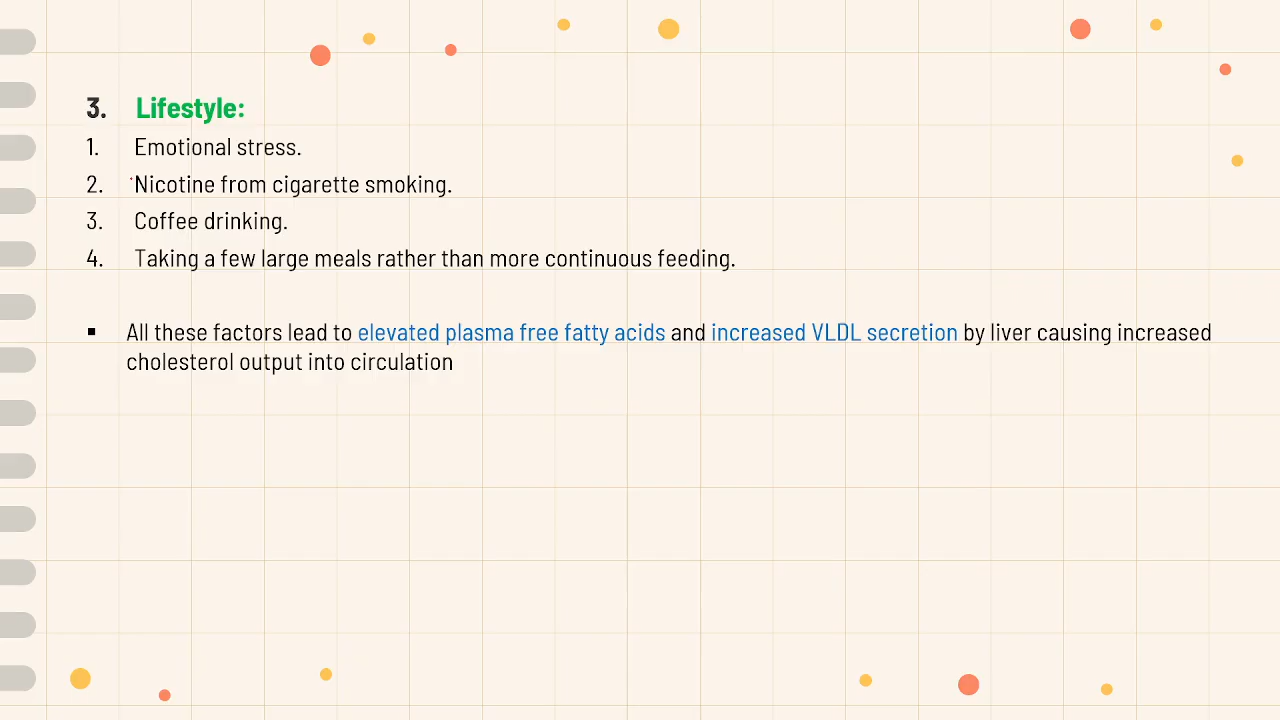 3. Lifestyle:
1. Emotional stress.
2. Nicotine from cigarette smoking.
3. Coffee drinking.
4. Taking a few large meals rather than more continuous feeding.
▪ All these factors lead to elevated plasma free fatty acids and increased VLDL secretion by liver causing increased
cholesterol output into circulation